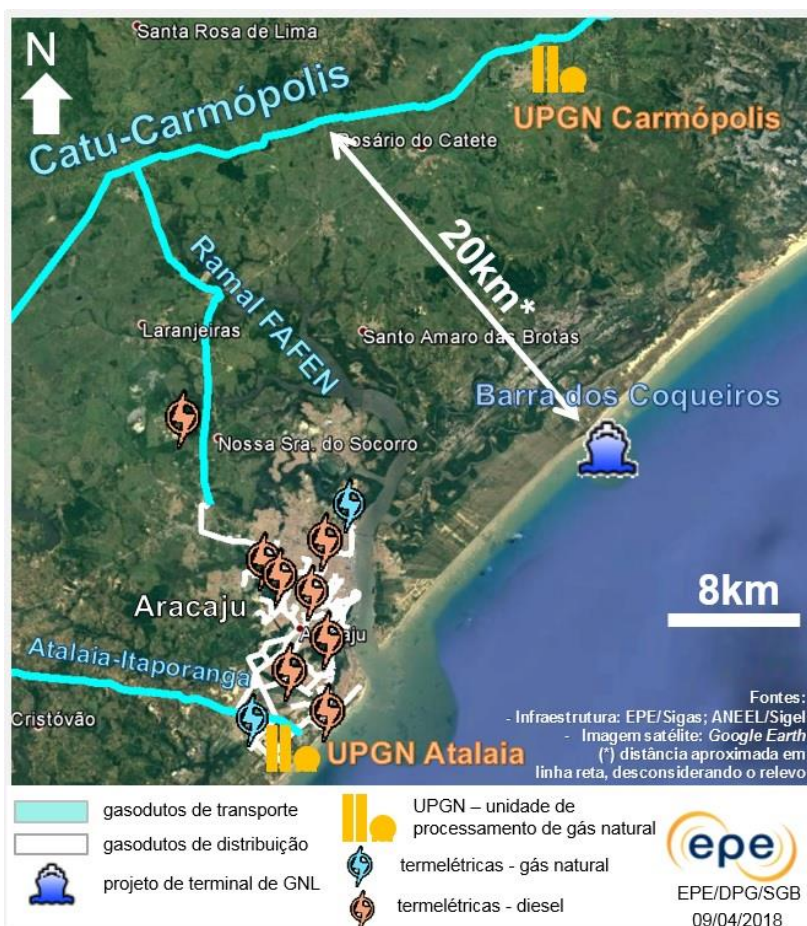 Santa Rosa de Lima
N
Catu-Carmópolis
UPGN Carmópolis
Rosário do Catete
20km*
Ramal FAFEN
Laranjeiras
Santo Amaro das Brotas
Barra dos Coqueiros
Nossa Sra. do Socorro
8km
Aracaju
Atalaia-Itaporanga
Cristóvão
UPGN Atalaia
Fontes:
- Infraestrutura: EPE/Sigas; ANEEL/Sigel
- Imagem satélite: Google Earth
(*) distância aproximada em
linha reta, desconsiderando o relevo
gasodutos de transporte
gasodutos de distribuição
projeto de terminal de GNL
UPGN – unidade de
processamento de gás natural
termelétricas - gás natural
termelétricas - diesel
epe
EPE/DPG/SGB
09/04/2018